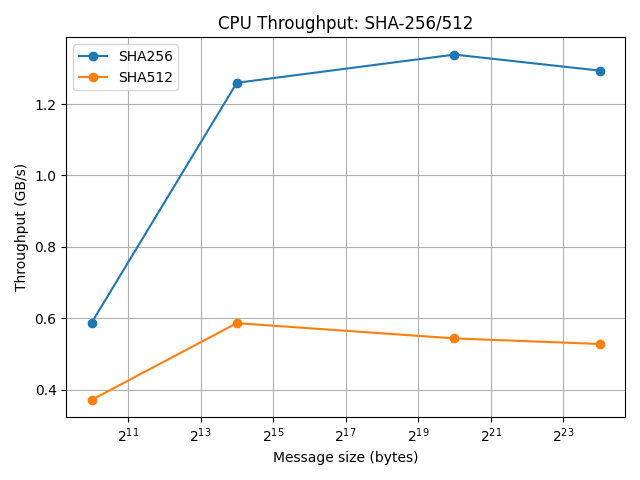 CPU Throughput: SHA-256/512
SHA256
SHA512
Throughput (GB/s)
1.2
1.0
0.8
0.6
0.4
2^11 2^13 2^15 2^17 2^19 2^21 2^23
Message size (bytes)